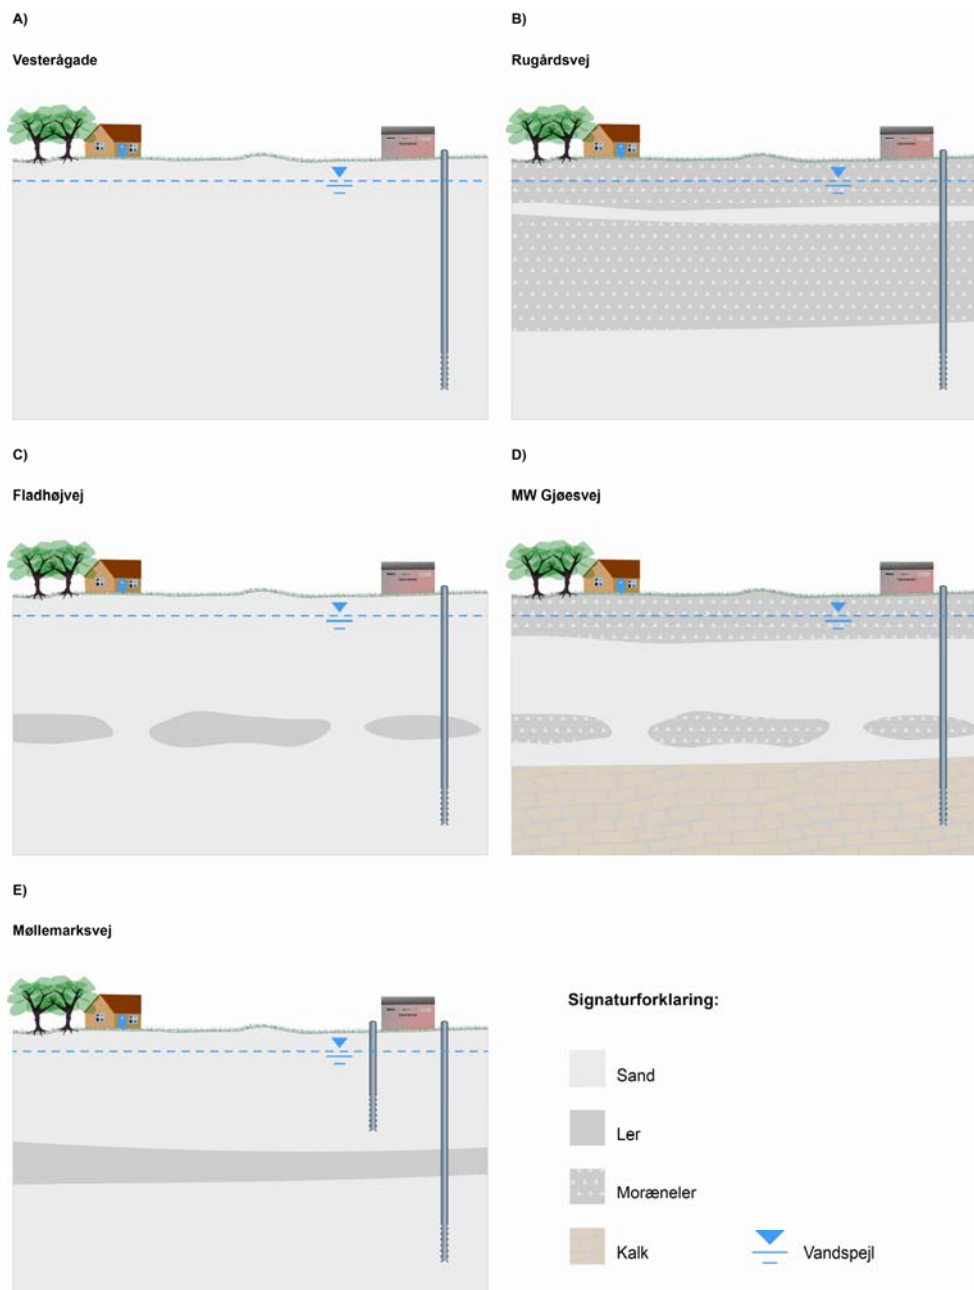 A)
Vesterågade
B)
Rugårdsvej
C)
Fladhøjvej
D)
MW Gjøesvej
E)
Møllemarksvej
Signaturforklaring:
Sand
Ler
Moræneler
Kalk
Vandspejl